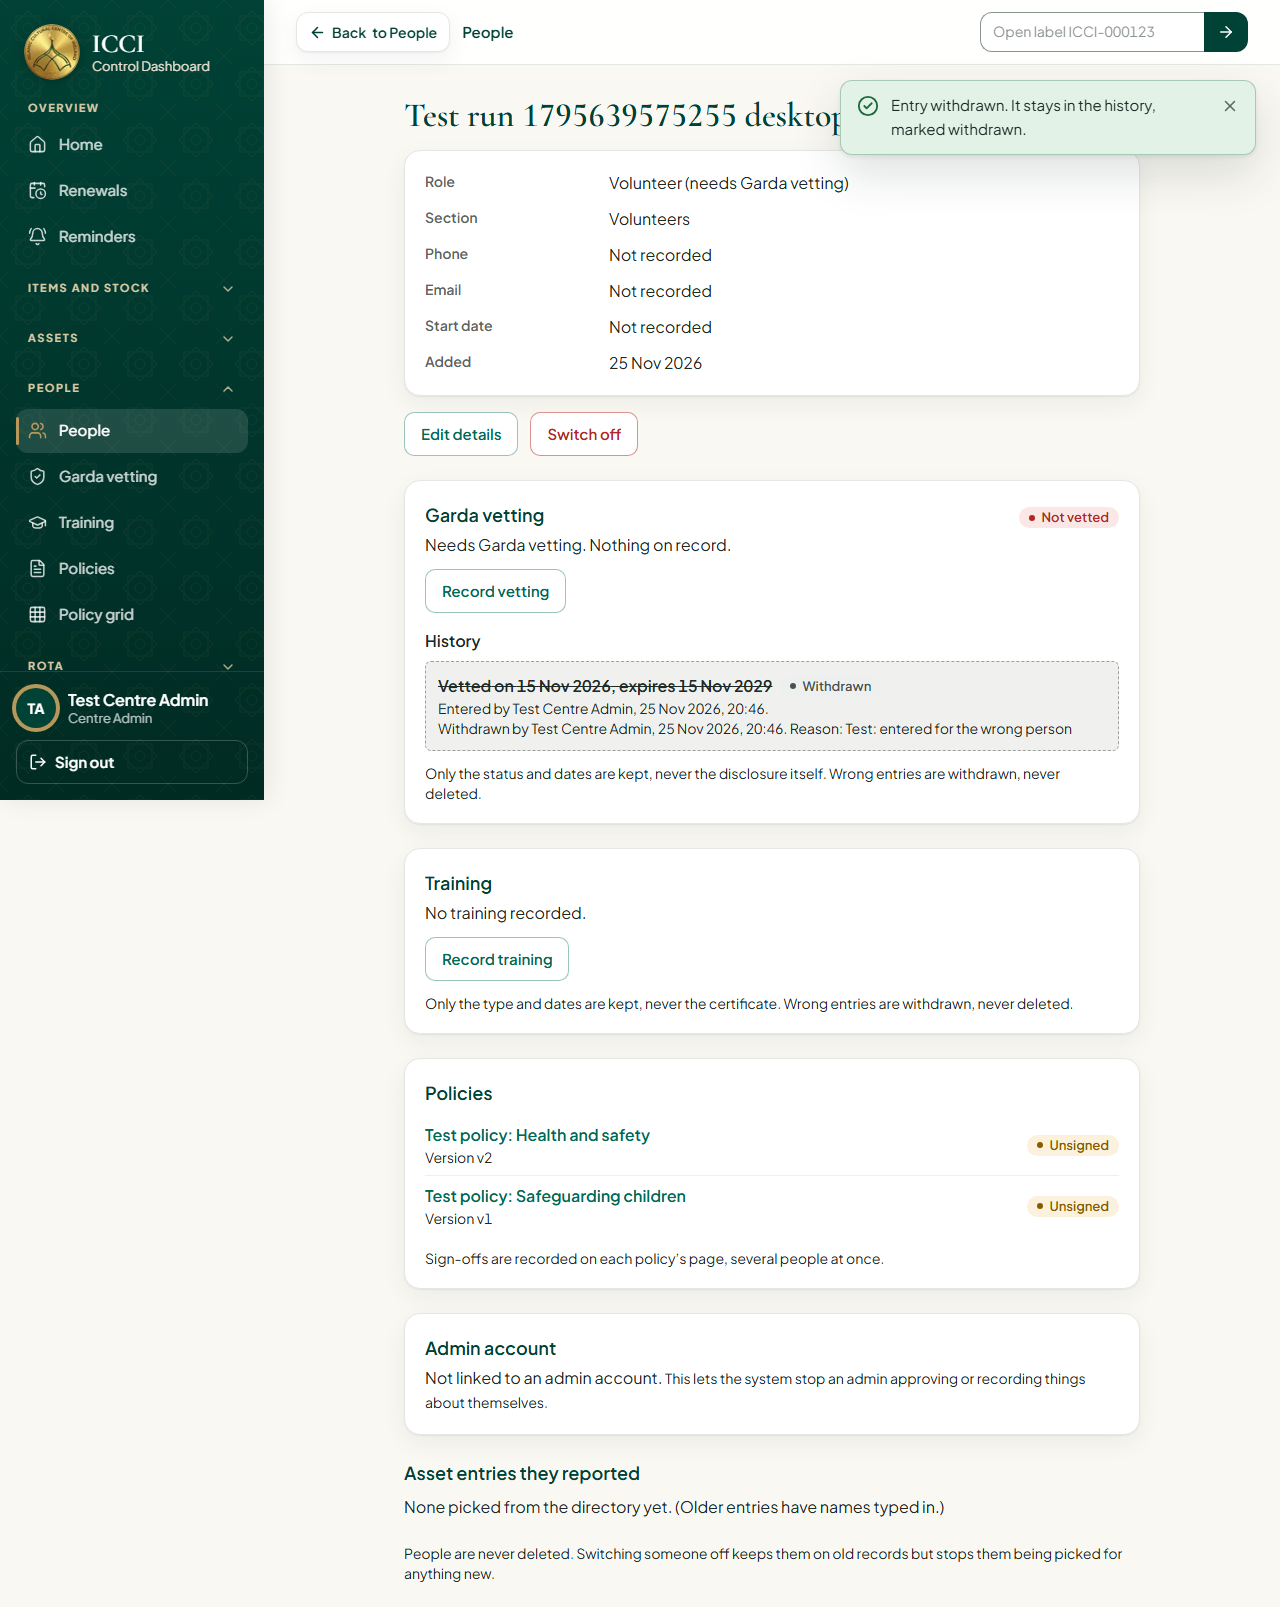 ICCI
Control Dashboard
OVERVIEW
Home
Renewals
Reminders
ITEMS AND STOCK
ASSETS
PEOPLE
People
Garda vetting
Training
Policies
Policy grid
ROTA
TA
Test Centre Admin
Centre Admin
Sign out
Back to People
People
Open label ICCI-000123
Entry withdrawn. It stays in the history,
marked withdrawn.
Test run 1795639575255 desktop
Role
Volunteer (needs Garda vetting)
Section
Volunteers
Phone
Not recorded
Email
Not recorded
Start date
Not recorded
Added
25 Nov 2026
Edit details
Switch off
Garda vetting
Not vetted
Needs Garda vetting. Nothing on record.
Record vetting
History
Vetted on 15 Nov 2026, expires 15 Nov 2029
Withdrawn
Entered by Test Centre Admin, 25 Nov 2026, 20:46.
Withdrawn by Test Centre Admin, 25 Nov 2026, 20:46. Reason: Test: entered for the wrong person
Only the status and dates are kept, never the disclosure itself. Wrong entries are withdrawn, never
deleted.
Training
No training recorded.
Record training
Only the type and dates are kept, never the certificate. Wrong entries are withdrawn, never deleted.
Policies
Test policy: Health and safety
Version v2
Unsigned
Test policy: Safeguarding children
Version v1
Unsigned
Sign-offs are recorded on each policy's page, several people at once.
Admin account
Not linked to an admin account. This lets the system stop an admin approving or recording things
about themselves.
Asset entries they reported
None picked from the directory yet. (Older entries have names typed in.)
People are never deleted. Switching someone off keeps them on old records but stops them being picked for
anything new.